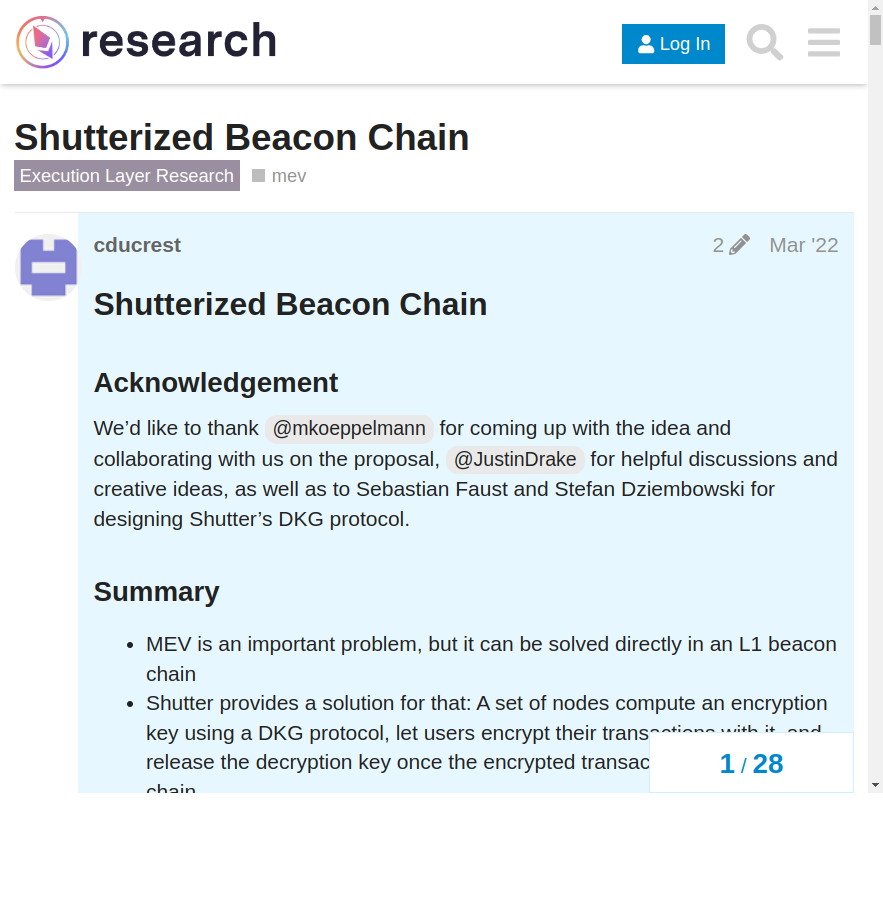 research
Log In
Shutterized Beacon Chain
Execution Layer Research
mev
cducrest
2
Mar '22
Shutterized Beacon Chain
Acknowledgement
We’d like to thank @mkoeppelmann for coming up with the idea and
collaborating with us on the proposal, @JustinDrake for helpful discussions and
creative ideas, as well as to Sebastian Faust and Stefan Dziembowski for
designing Shutter’s DKG protocol.
Summary
MEV is an important problem, but it can be solved directly in an L1 beacon
chain
Shutter provides a solution for that: A set of nodes compute an encryption
key using a DKG protocol, let users encrypt their transactions with it, and
release the decryption key once the encrypted transac
chain
1 / 28